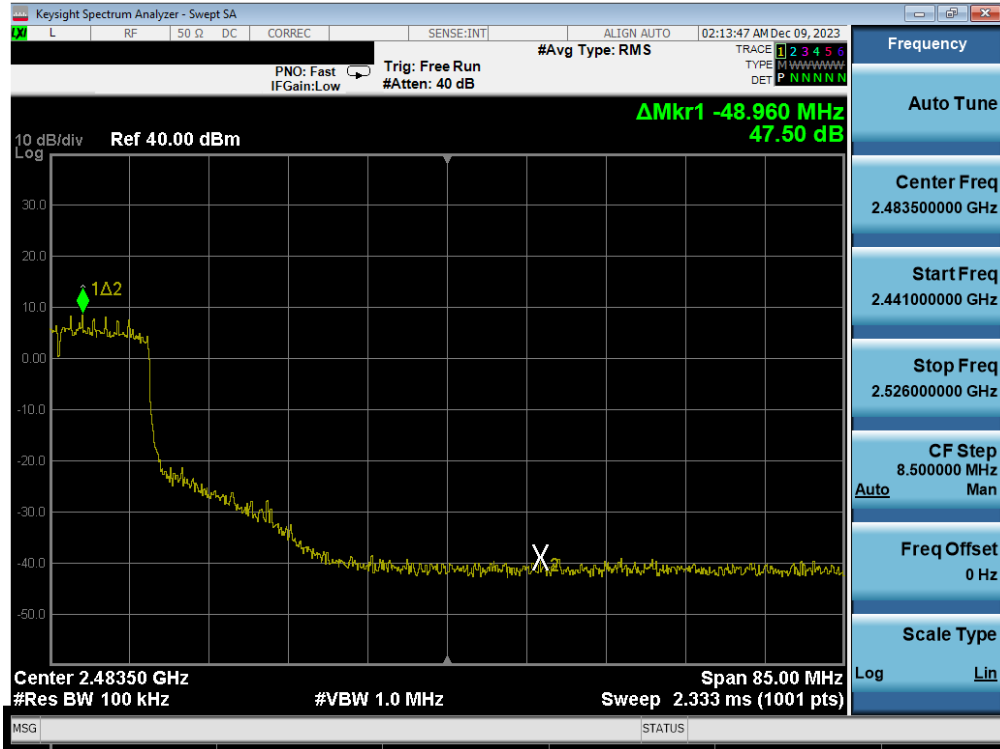 Keysight Spectrum Analyzer - Swept SA
LXI L RF 50 Ω DC CORREC SENSE:INT ALIGN AUTO 02:13:47 AM Dec 09, 2023
#Avg Type: RMS TRACE 1 2 3 4 5 6
PNO: Fast Trig: Free Run TYPE M WWWWW
IFGain:Low #Atten: 40 dB DET P N N N N N
ΔMkr1 -48.960 MHz
47.50 dB
10 dB/div Ref 40.00 dBm
Log
30.0
20.0
1Δ2
10.0
0.00
-10.0
-20.0
-30.0
-40.0
2
-50.0
Center 2.48350 GHz Span 85.00 MHz
#Res BW 100 kHz #VBW 1.0 MHz Sweep 2.333 ms (1001 pts)
MSG STATUS
Frequency
Auto Tune
Center Freq
2.483500000 GHz
Start Freq
2.441000000 GHz
Stop Freq
2.526000000 GHz
CF Step
8.500000 MHz
Auto Man
Freq Offset
0 Hz
Scale Type
Log Lin